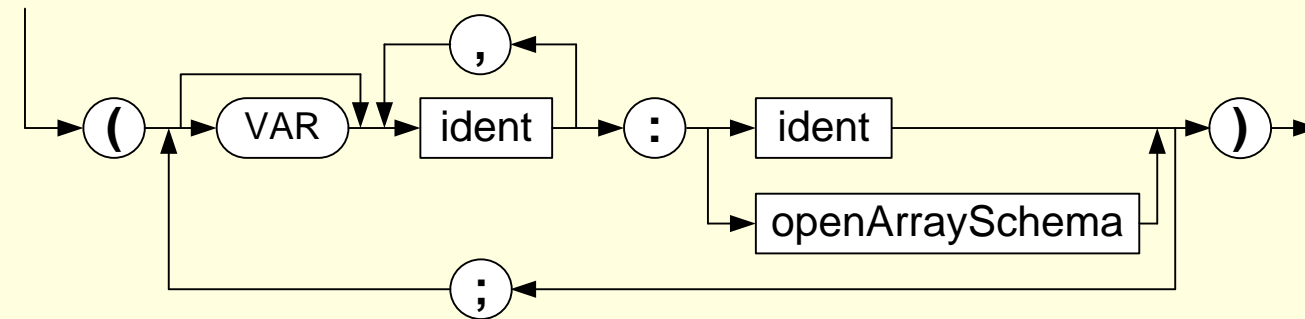 ,
( VAR ident : ident )
openArraySchema
;